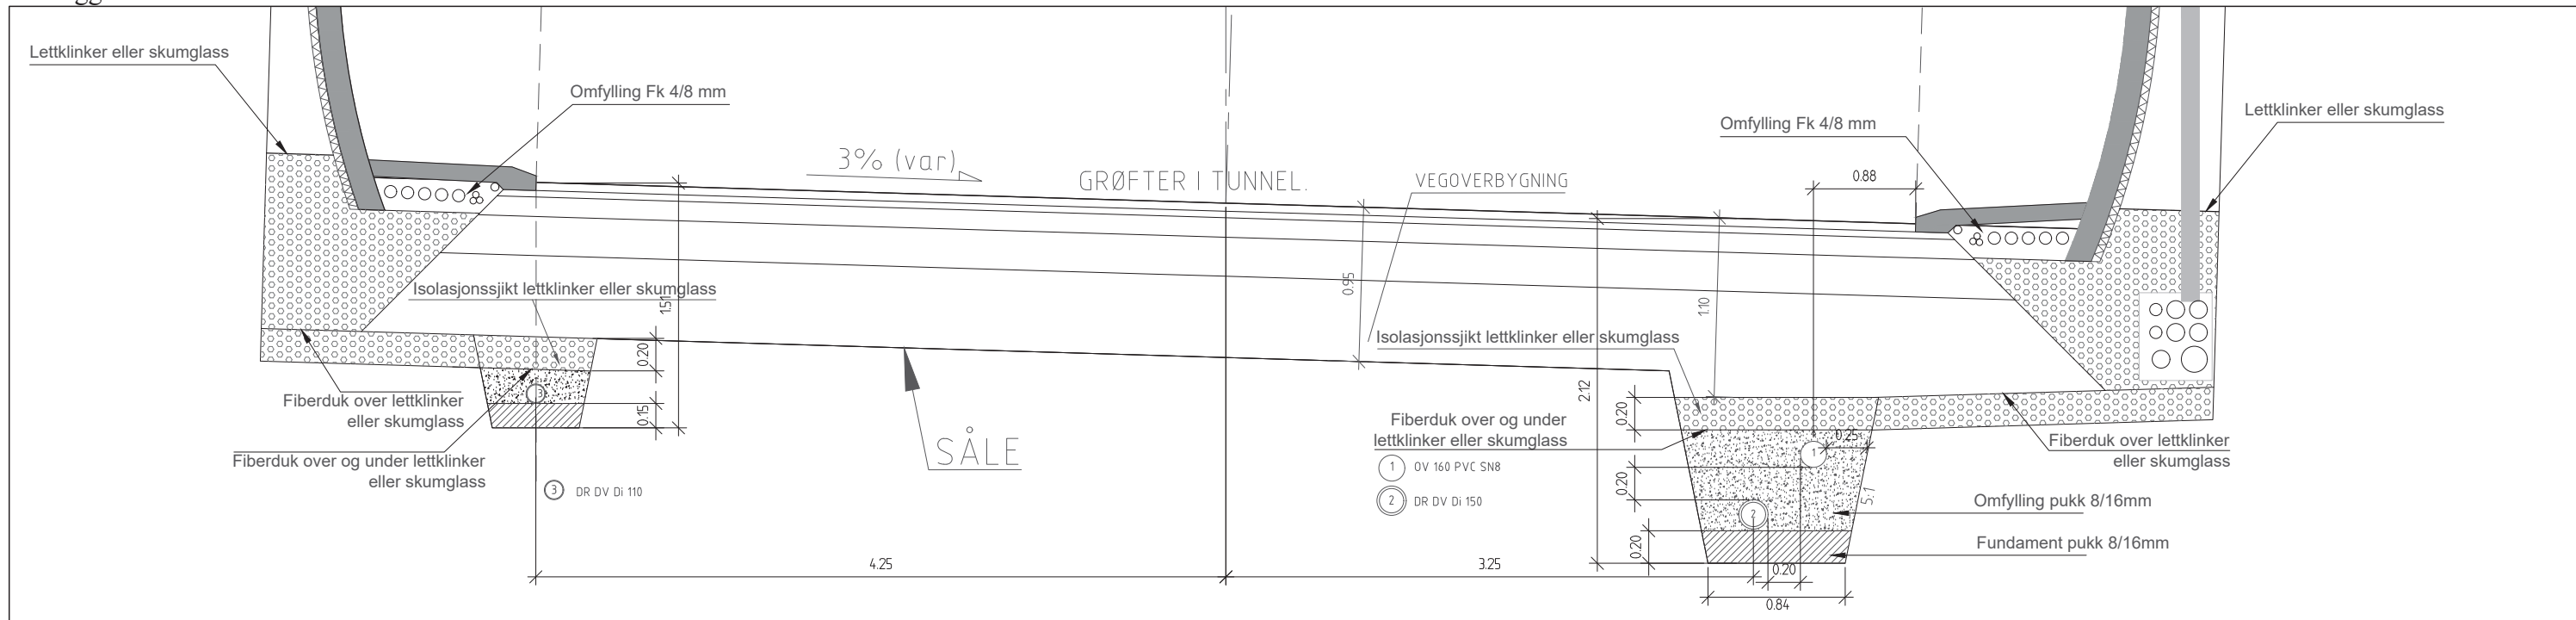 Lettklinker eller skumglass
Omfylling Fk 4/8 mm
3% (var)
GRØFTER I TUNNEL.
VEGOVERBYGNING
0.88
Omfylling Fk 4/8 mm
Lettklinker eller skumglass
Isolasjonssjikt lettklinker eller skumglass
1.51
0.95
1.10
Isolasjonssjikt lettklinker eller skumglass
0.20
0.15
3
Fiberduk over lettklinker
eller skumglass
Fiberduk over og under lettklinker
eller skumglass
3 DR DV Di 110
SÅLE
2.12
0.20
Fiberduk over og under
lettklinker eller skumglass
1 OV 160 PVC SN8
2 DR DV Di 150
0.25
1
0.20
2
5:1
0.20
Fiberduk over lettklinker
eller skumglass
Omfylling pukk 8/16mm
Fundament pukk 8/16mm
4.25
3.25
0.20
0.84